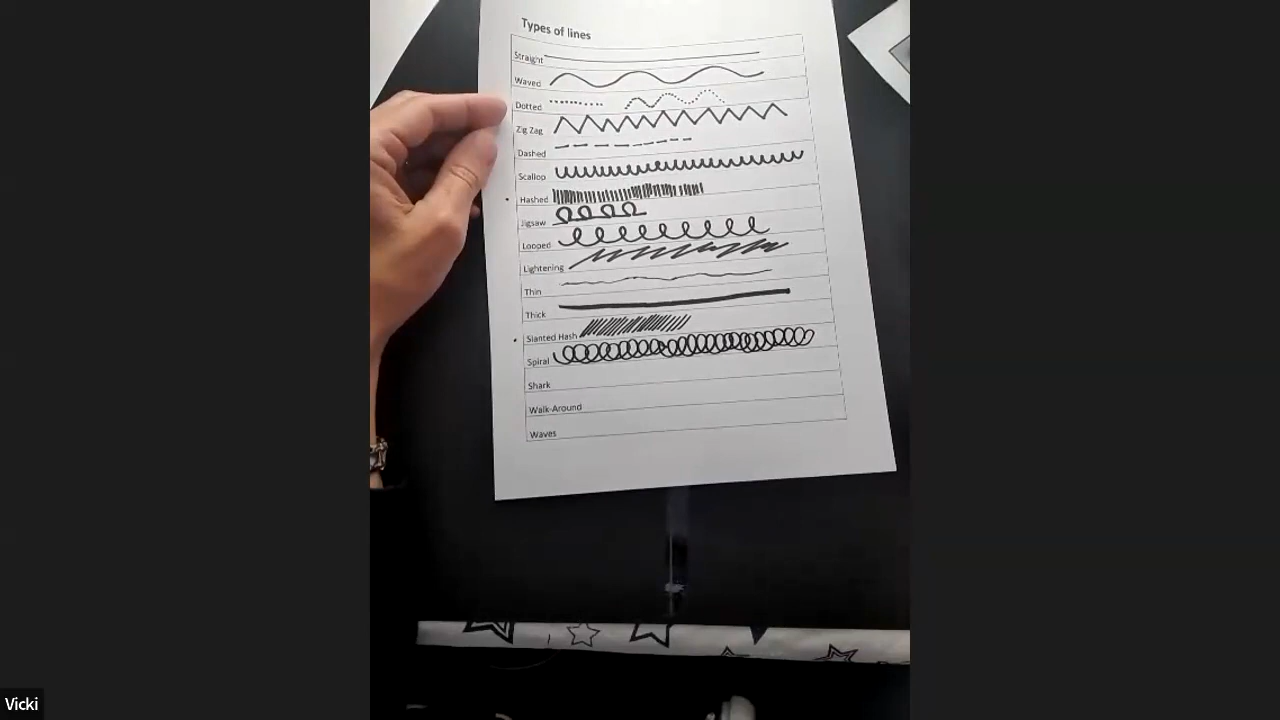 Types of lines
Straight
Waved
Dotted
Zig Zag
Dashed
Scallop
Hashed
Jigsaw
Looped
Lightening
Thin
Thick
Slanted Hash
Spiral
Shark
Walk-Around
Waves
Vicki